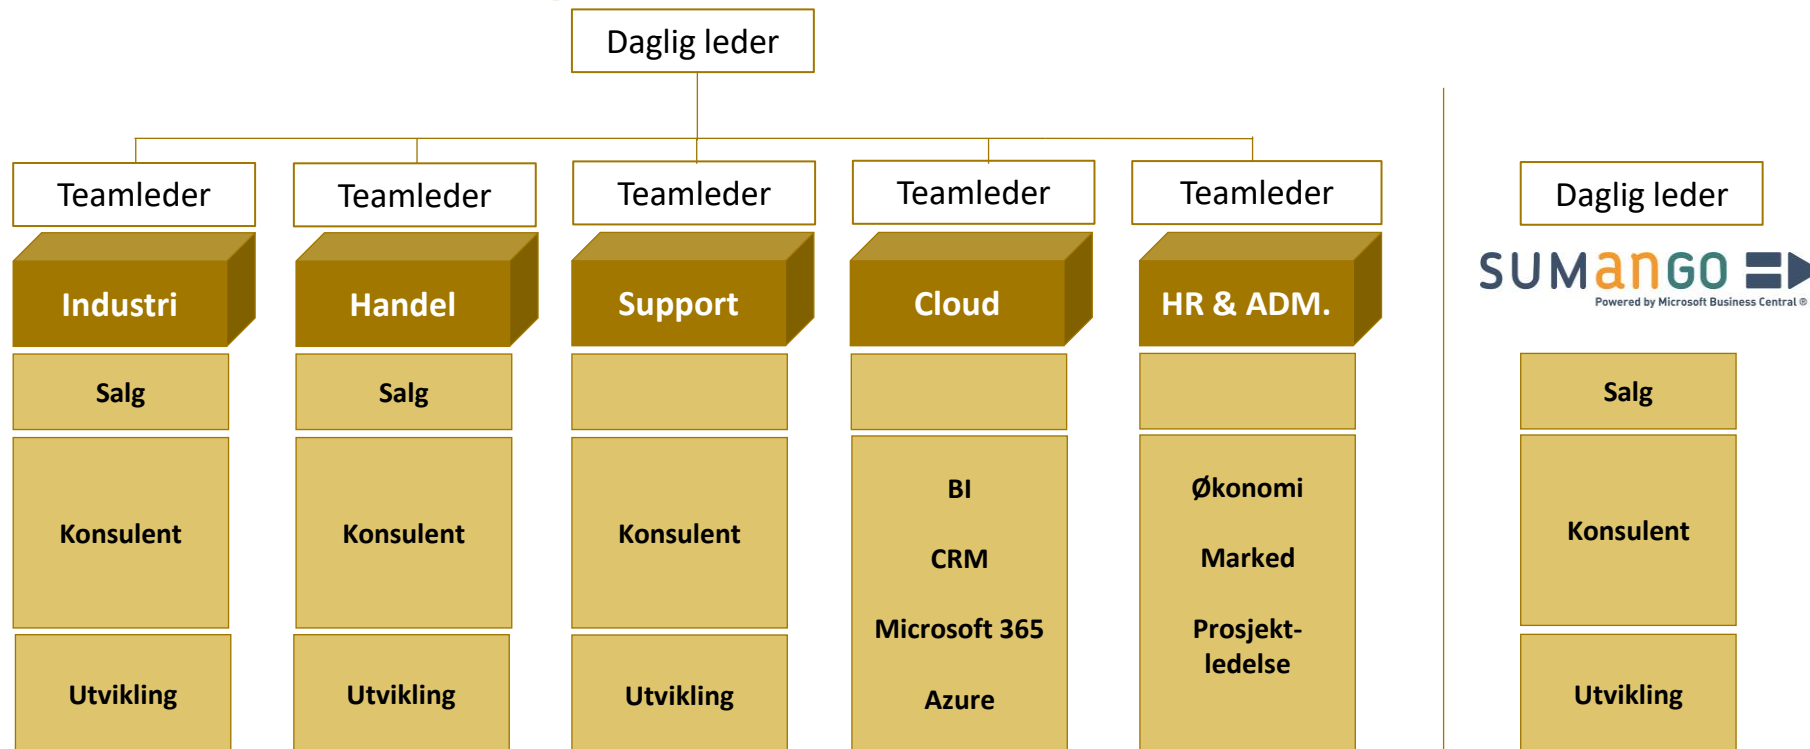 Daglig leder
Teamleder
Teamleder
Teamleder
Teamleder
Teamleder
Daglig leder
Industri
Handel
Support
Cloud
HR & ADM.
SUManGO
Powered by Microsoft Business Central ®
Salg
Salg
Salg
Konsulent
Konsulent
Konsulent
BI
CRM
Microsoft 365
Azure
Økonomi
Marked
Prosjekt-
ledelse
Konsulent
Utvikling
Utvikling
Utvikling
Utvikling